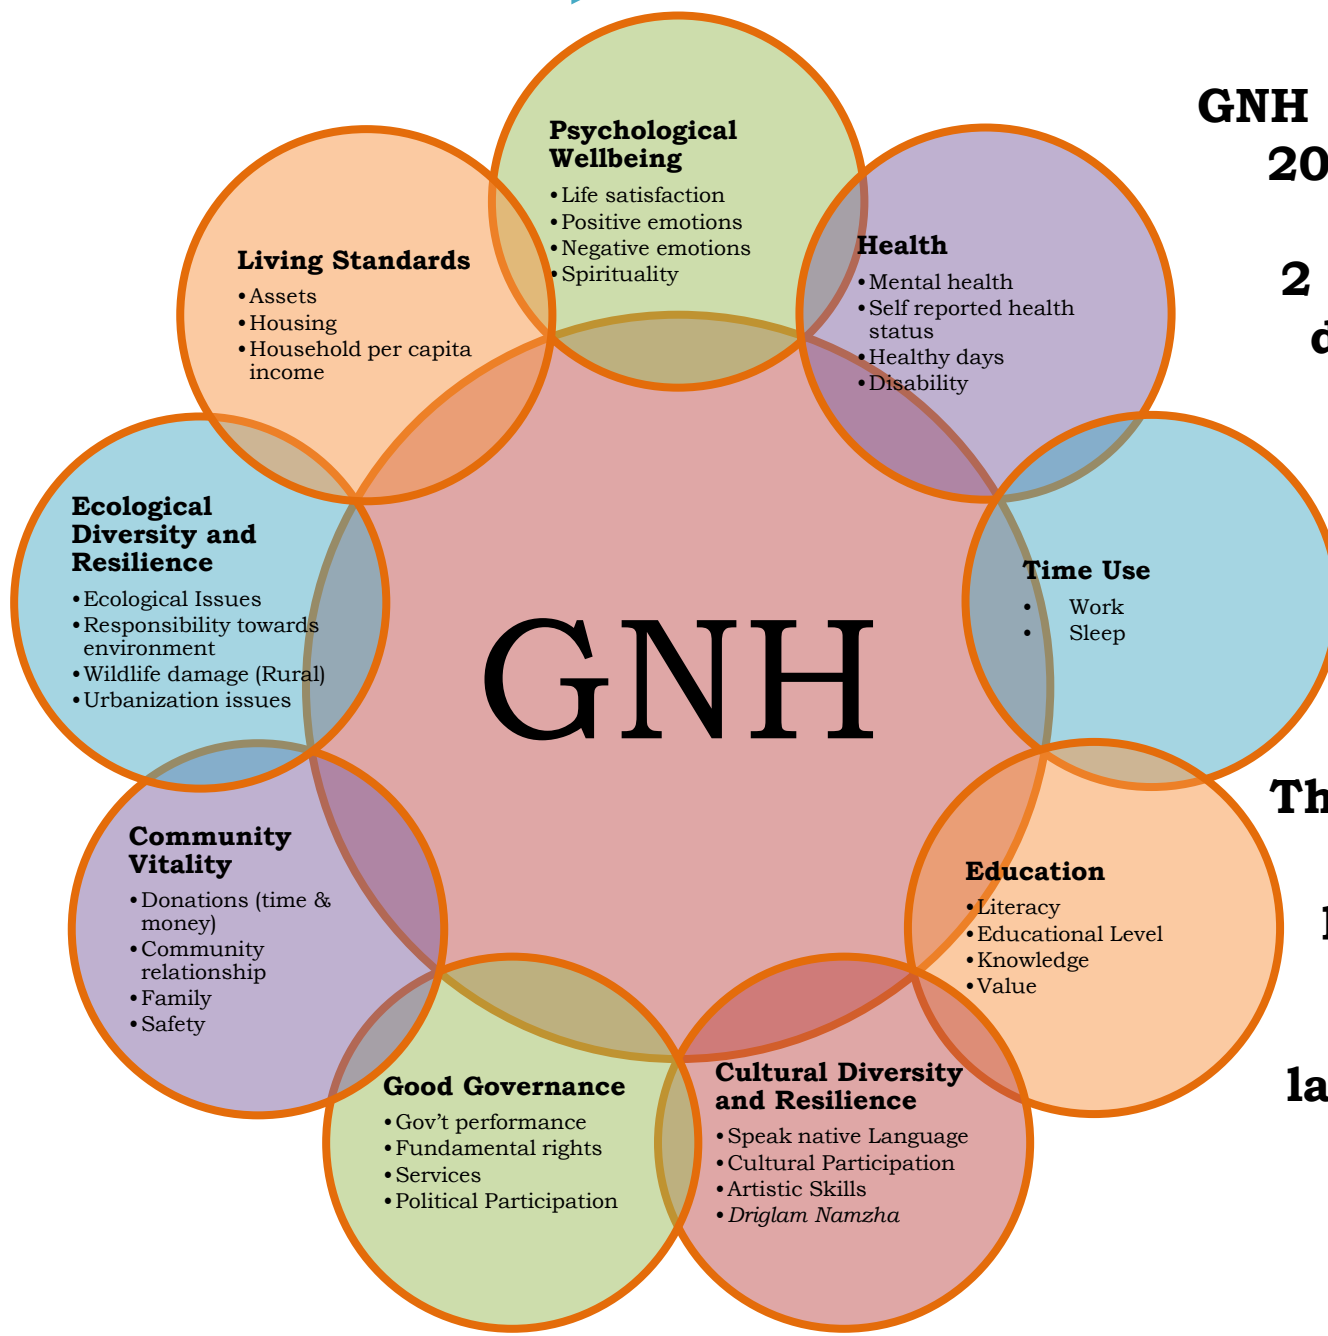 Psychological
Wellbeing
• Life satisfaction
• Positive emotions
• Negative emotions
• Spirituality
Health
• Mental health
• Self reported health
status
• Healthy days
• Disability
Time Use
• Work
• Sleep
Education
• Literacy
• Educational Level
• Knowledge
• Value
Cultural Diversity
and Resilience
• Speak native Language
• Cultural Participation
• Artistic Skills
• Driglam Namzha
Good Governance
• Gov’t performance
• Fundamental rights
• Services
• Political Participation
Community
Vitality
• Donations (time &
money)
• Community
relationship
• Family
• Safety
Ecological
Diversity and
Resilience
• Ecological Issues
• Responsibility towards
environment
• Wildlife damage (Rural)
• Urbanization issues
Living Standards
• Assets
• Housing
• Household per capita
income
GNH
GNH
20
2
d
Th
la